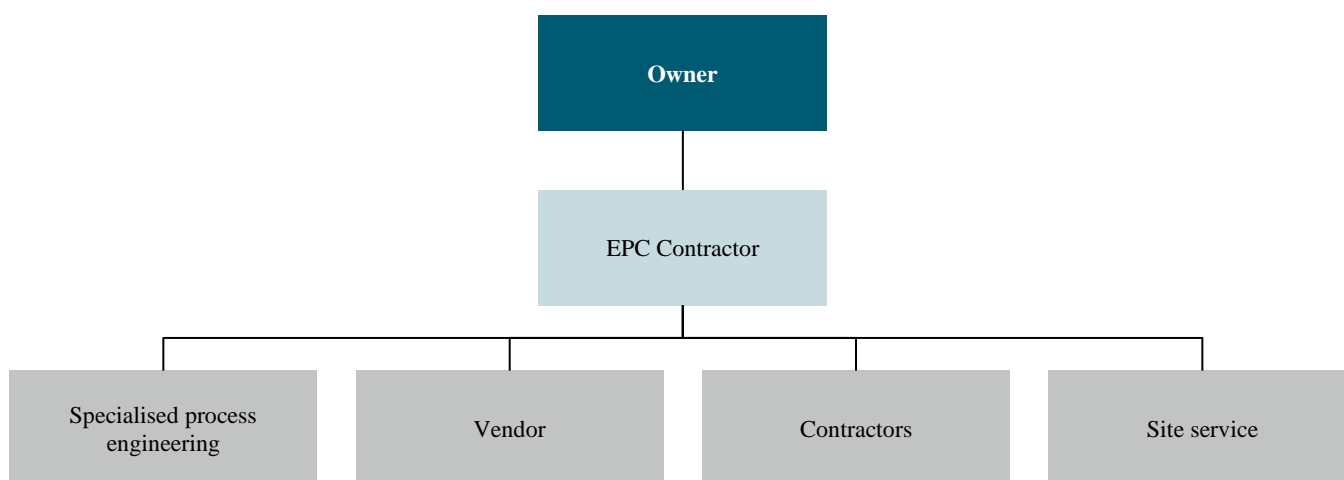 Owner
EPC Contractor
Specialised process
engineering
Vendor
Contractors
Site service